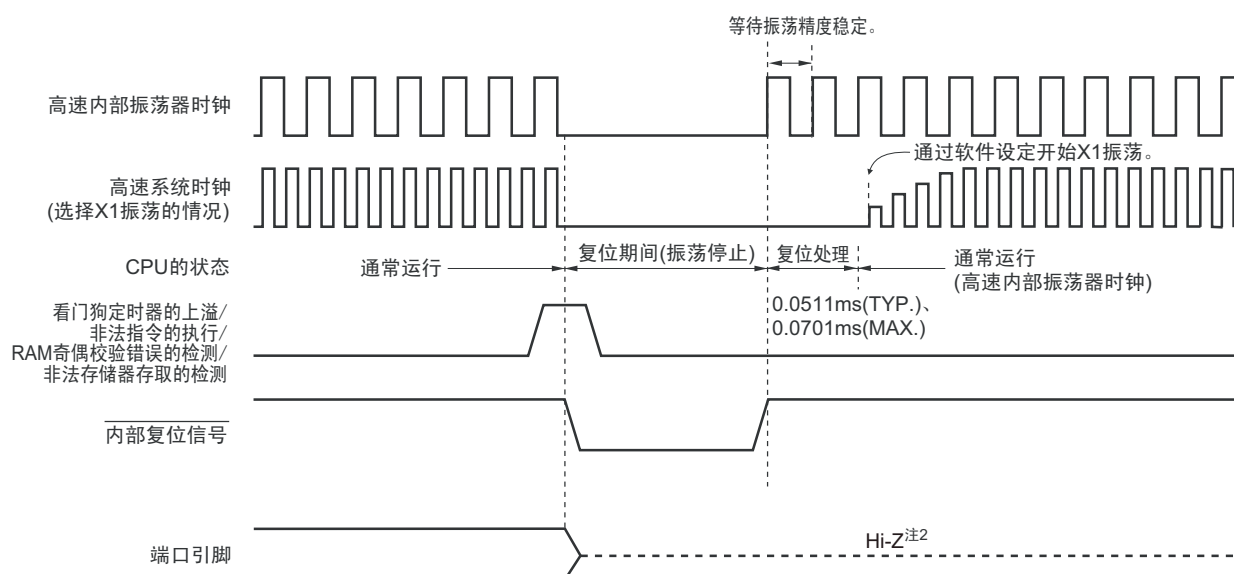 等待振荡精度稳定。
高速内部振荡器时钟
通过软件设定开始X1振荡。
高速系统时钟
(选择X1振荡的情况)
CPU的状态
通常运行
复位期间(振荡停止)
复位处理
通常运行
(高速内部振荡器时钟)
0.0511ms(TYP.)、
0.0701ms(MAX.)
看门狗定时器的上溢/
非法指令的执行/
RAM奇偶校验错误的检测/
非法存储器存取的检测
内部复位信号
端口引脚
Hi-Z注2